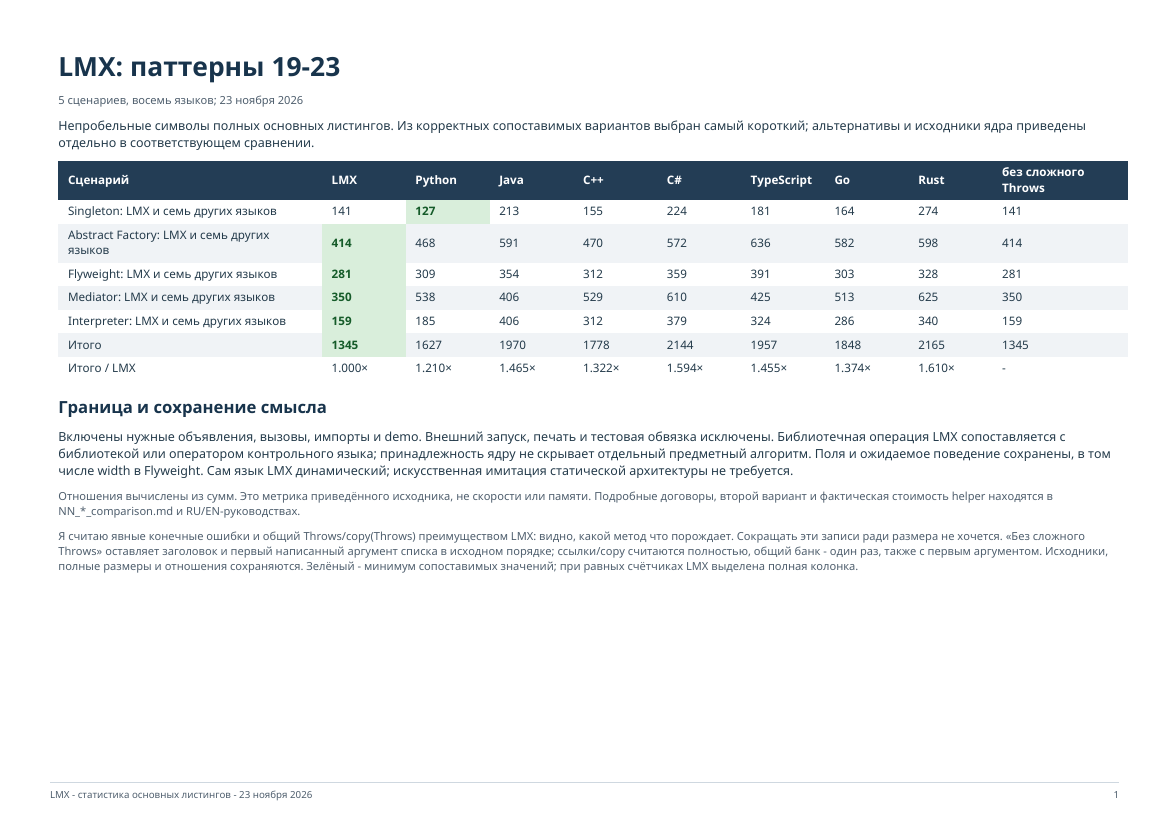 LMX: паттерны 19-23
5 сценариев, восемь языков; 23 ноября 2026
Непробельные символы полных основных листингов. Из корректных сопоставимых вариантов выбран самый короткий; альтернативы и исходники ядра приведены
отдельно в соответствующем сравнении.
Сценарий LMX Python Java C++ C# TypeScript Go Rust без сложного
Throws
Singleton: LMX и семь других языков 141 127 213 155 224 181 164 274 141
Abstract Factory: LMX и семь других
языков 414 468 591 470 572 636 582 598 414
Flyweight: LMX и семь других языков 281 309 354 312 359 391 303 328 281
Mediator: LMX и семь других языков 350 538 406 529 610 425 513 625 350
Interpreter: LMX и семь других языков 159 185 406 312 379 324 286 340 159
Итого 1345 1627 1970 1778 2144 1957 1848 2165 1345
Итого / LMX 1.000× 1.210× 1.465× 1.322× 1.594× 1.455× 1.374× 1.610× -
Граница и сохранение смысла
Включены нужные объявления, вызовы, импорты и demo. Внешний запуск, печать и тестовая обвязка исключены. Библиотечная операция LMX сопоставляется с
библиотекой или оператором контрольного языка; принадлежность ядру не скрывает отдельный предметный алгоритм. Поля и ожидаемое поведение сохранены, в том
числе width в Flyweight. Сам язык LMX динамический; искусственная имитация статической архитектуры не требуется.
Отношения вычислены из сумм. Это метрика приведённого исходника, не скорости или памяти. Подробные договоры, второй вариант и фактическая стоимость helper находятся в
NN_*_comparison.md и RU/EN-руководствах.
Я считаю явные конечные ошибки и общий Throws/copy(Throws) преимуществом LMX: видно, какой метод что порождает. Сокращать эти записи ради размера не хочется. «Без сложного
Throws» оставляет заголовок и первый написанный аргумент списка в исходном порядке; ссылки/copy считаются полностью, общий банк - один раз, также с первым аргументом. Исходники,
полные размеры и отношения сохраняются. Зелёный - минимум сопоставимых значений; при равных счётчиках LMX выделена полная колонка.
LMX - статистика основных листингов - 23 ноября 2026 1